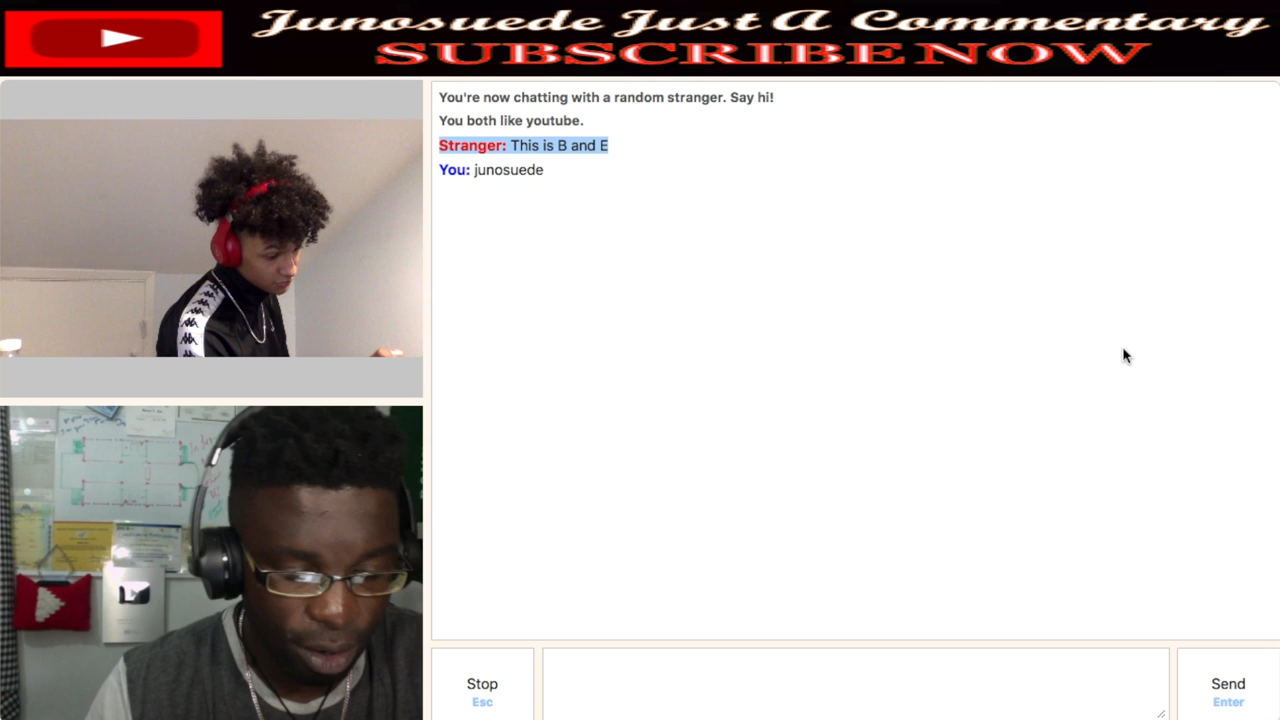 Junosuede Just A Commentary
SUBSCRIBE NOW
You're now chatting with a random stranger. Say hi!
You both like youtube.
Stranger: This is B and E
You: junosuede
Stop
Esc
Send
Enter